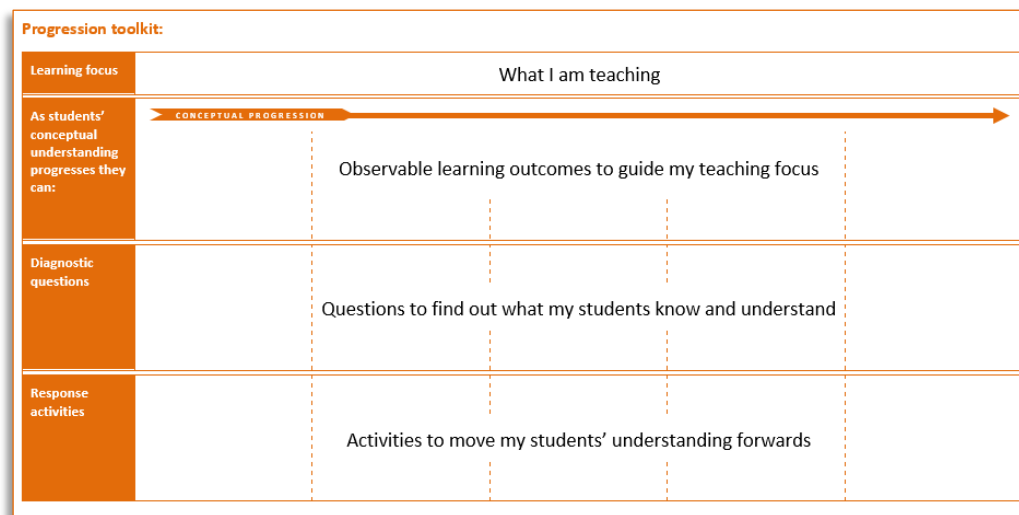 Progression toolkit:
Learning focus
What I am teaching
As students’
conceptual
understanding
progresses they
can:
CONCEPTUAL PROGRESSION
Observable learning outcomes to guide my teaching focus
Diagnostic
questions
Questions to find out what my students know and understand
Response
activities
Activities to move my students’ understanding forwards